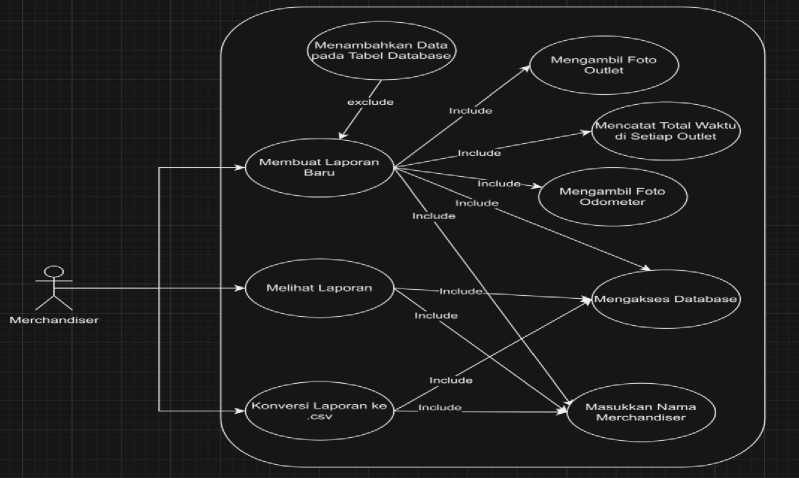 Menambahkan Data
pada Tabel Database
exclude
Mengambil Foto
Outlet
Include
Mencatat Total Waktu
di Setiap Outlet
Include
Membuat Laporan
Baru
Include
Mengambil Foto
Odometer
Include
Include
Merchandiser
Melihat Laporan
Include
Mengakses Database
Include
Include
Konversi Laporan ke
.csv
Include
Masukkan Nama
Merchandiser